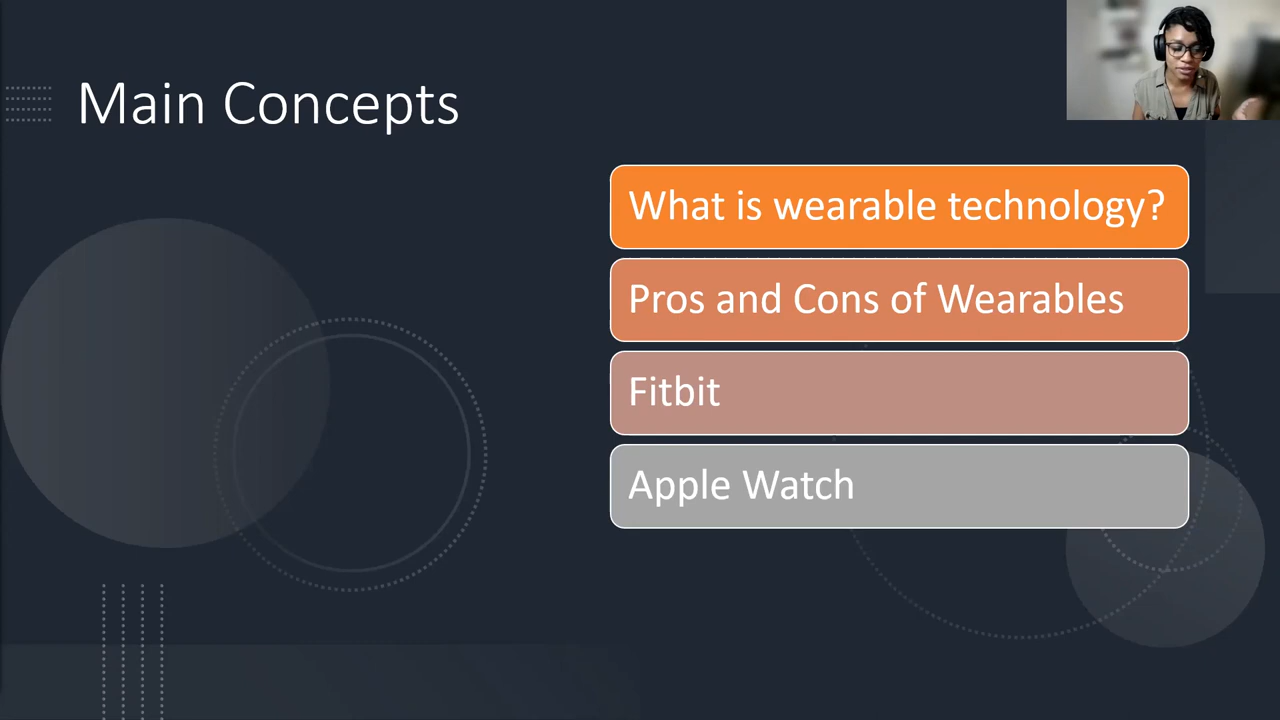 Main Concepts
What is wearable technology?
Pros and Cons of Wearables
Fitbit
Apple Watch